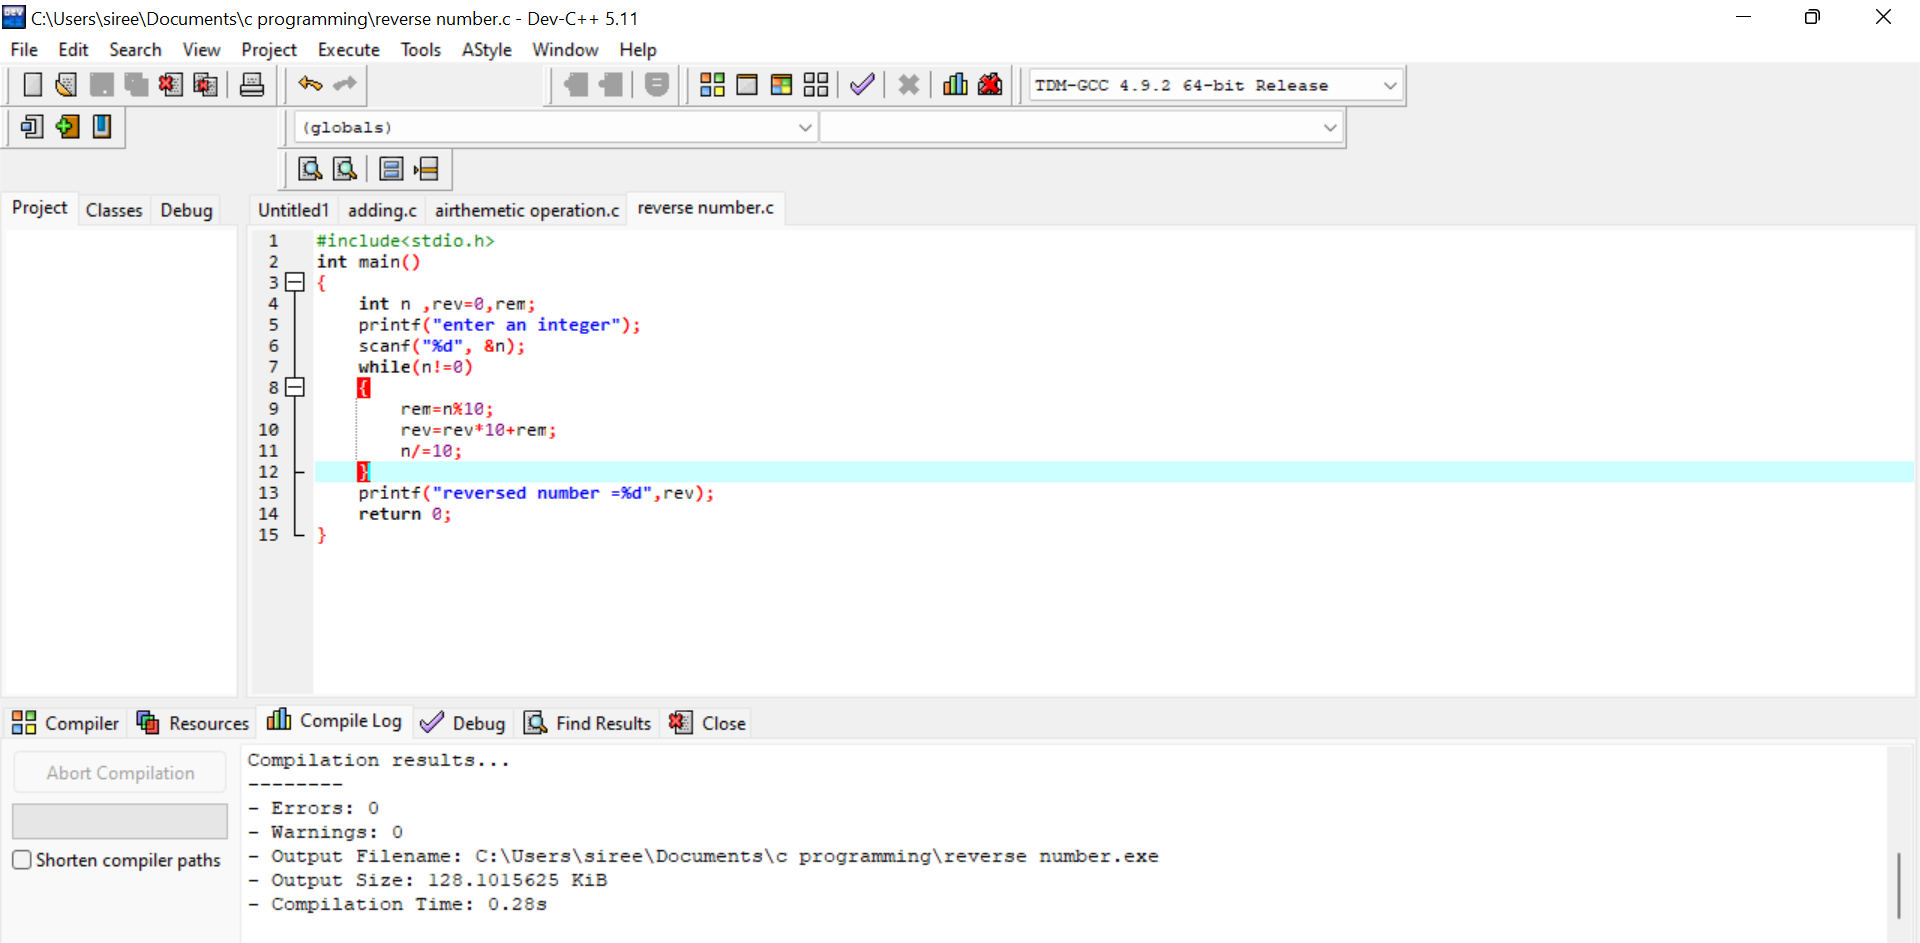 C:\Users\siree\Documents\c programming\reverse number.c - Dev-C++ 5.11
File Edit Search View Project Execute Tools AStyle Window Help
TDM-GCC 4.9.2 64-bit Release
(globals)
Project Classes Debug Untitled1 adding.c airthemetic operation.c reverse number.c
1 #include<stdio.h>
2 int main()
3 {
4 int n ,rev=0,rem;
5 printf("enter an integer");
6 scanf("%d", &n);
7 while(n!=0)
8 {
9 rem=n%10;
10 rev=rev*10+rem;
11 n/=10;
12 }
13 printf("reversed number =%d",rev);
14 return 0;
15 }
Compiler Resources Compile Log Debug Find Results Close
Abort Compilation
Shorten compiler paths
Compilation results...
--------
- Errors: 0
- Warnings: 0
- Output Filename: C:\Users\siree\Documents\c programming\reverse number.exe
- Output Size: 128.1015625 KiB
- Compilation Time: 0.28s